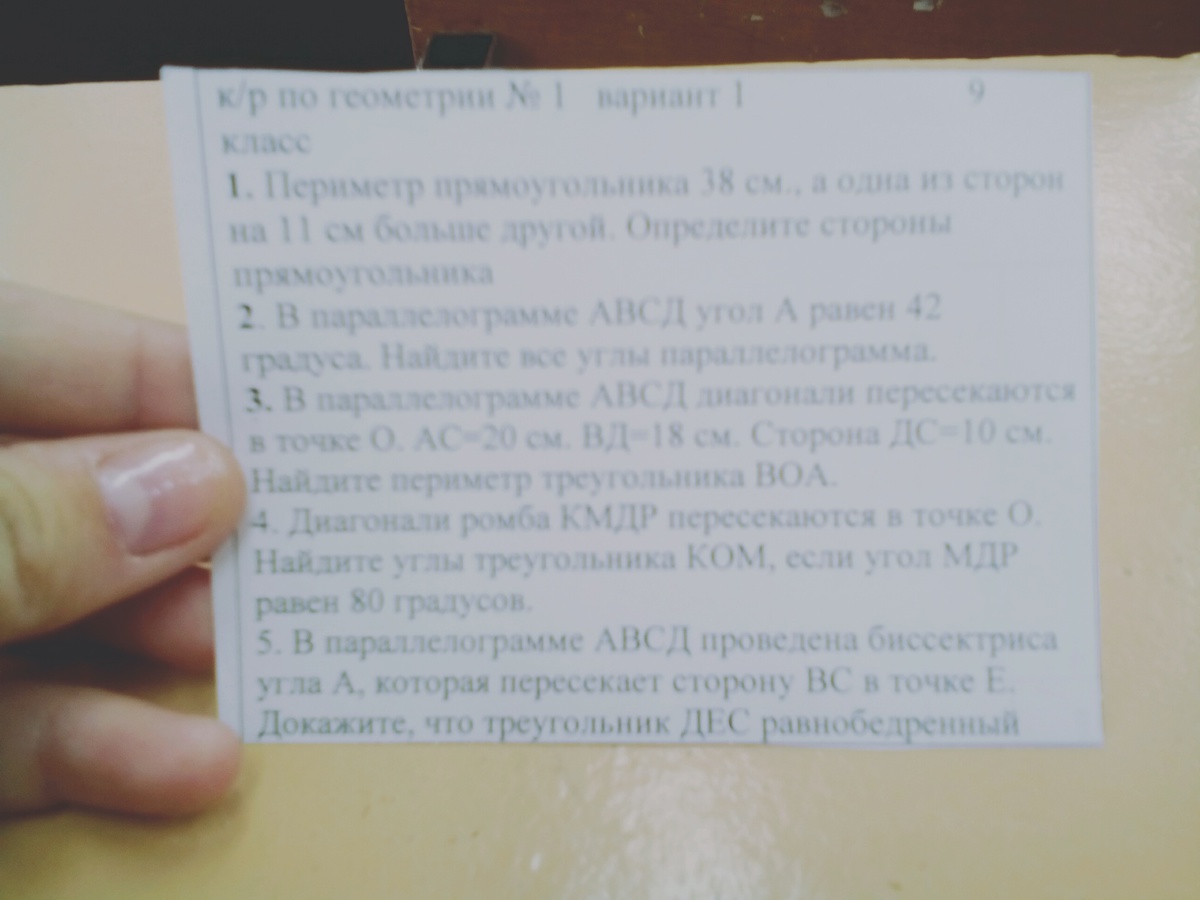 к/р по геометрии № 1 вариант 1 9
класс
1. Периметр прямоугольника 38 см., а одна из сторон
на 11 см больше другой. Определите стороны
прямоугольника
2. В параллелограмме АВСД угол А равен 42
градуса. Найдите все углы параллелограмма.
3. В параллелограмме АВСД диагонали пересекаются
в точке О. АС=20 см. ВД=18 см. Сторона ДС=10 см.
Найдите периметр треугольника ВОА.
4. Диагонали ромба КМДР пересекаются в точке О.
Найдите углы треугольника КОМ, если угол МДР
равен 80 градусов.
5. В параллелограмме АВСД проведена биссектриса
угла А, которая пересекает сторону ВС в точке Е.
Докажите, что треугольник ДЕС равнобедренный